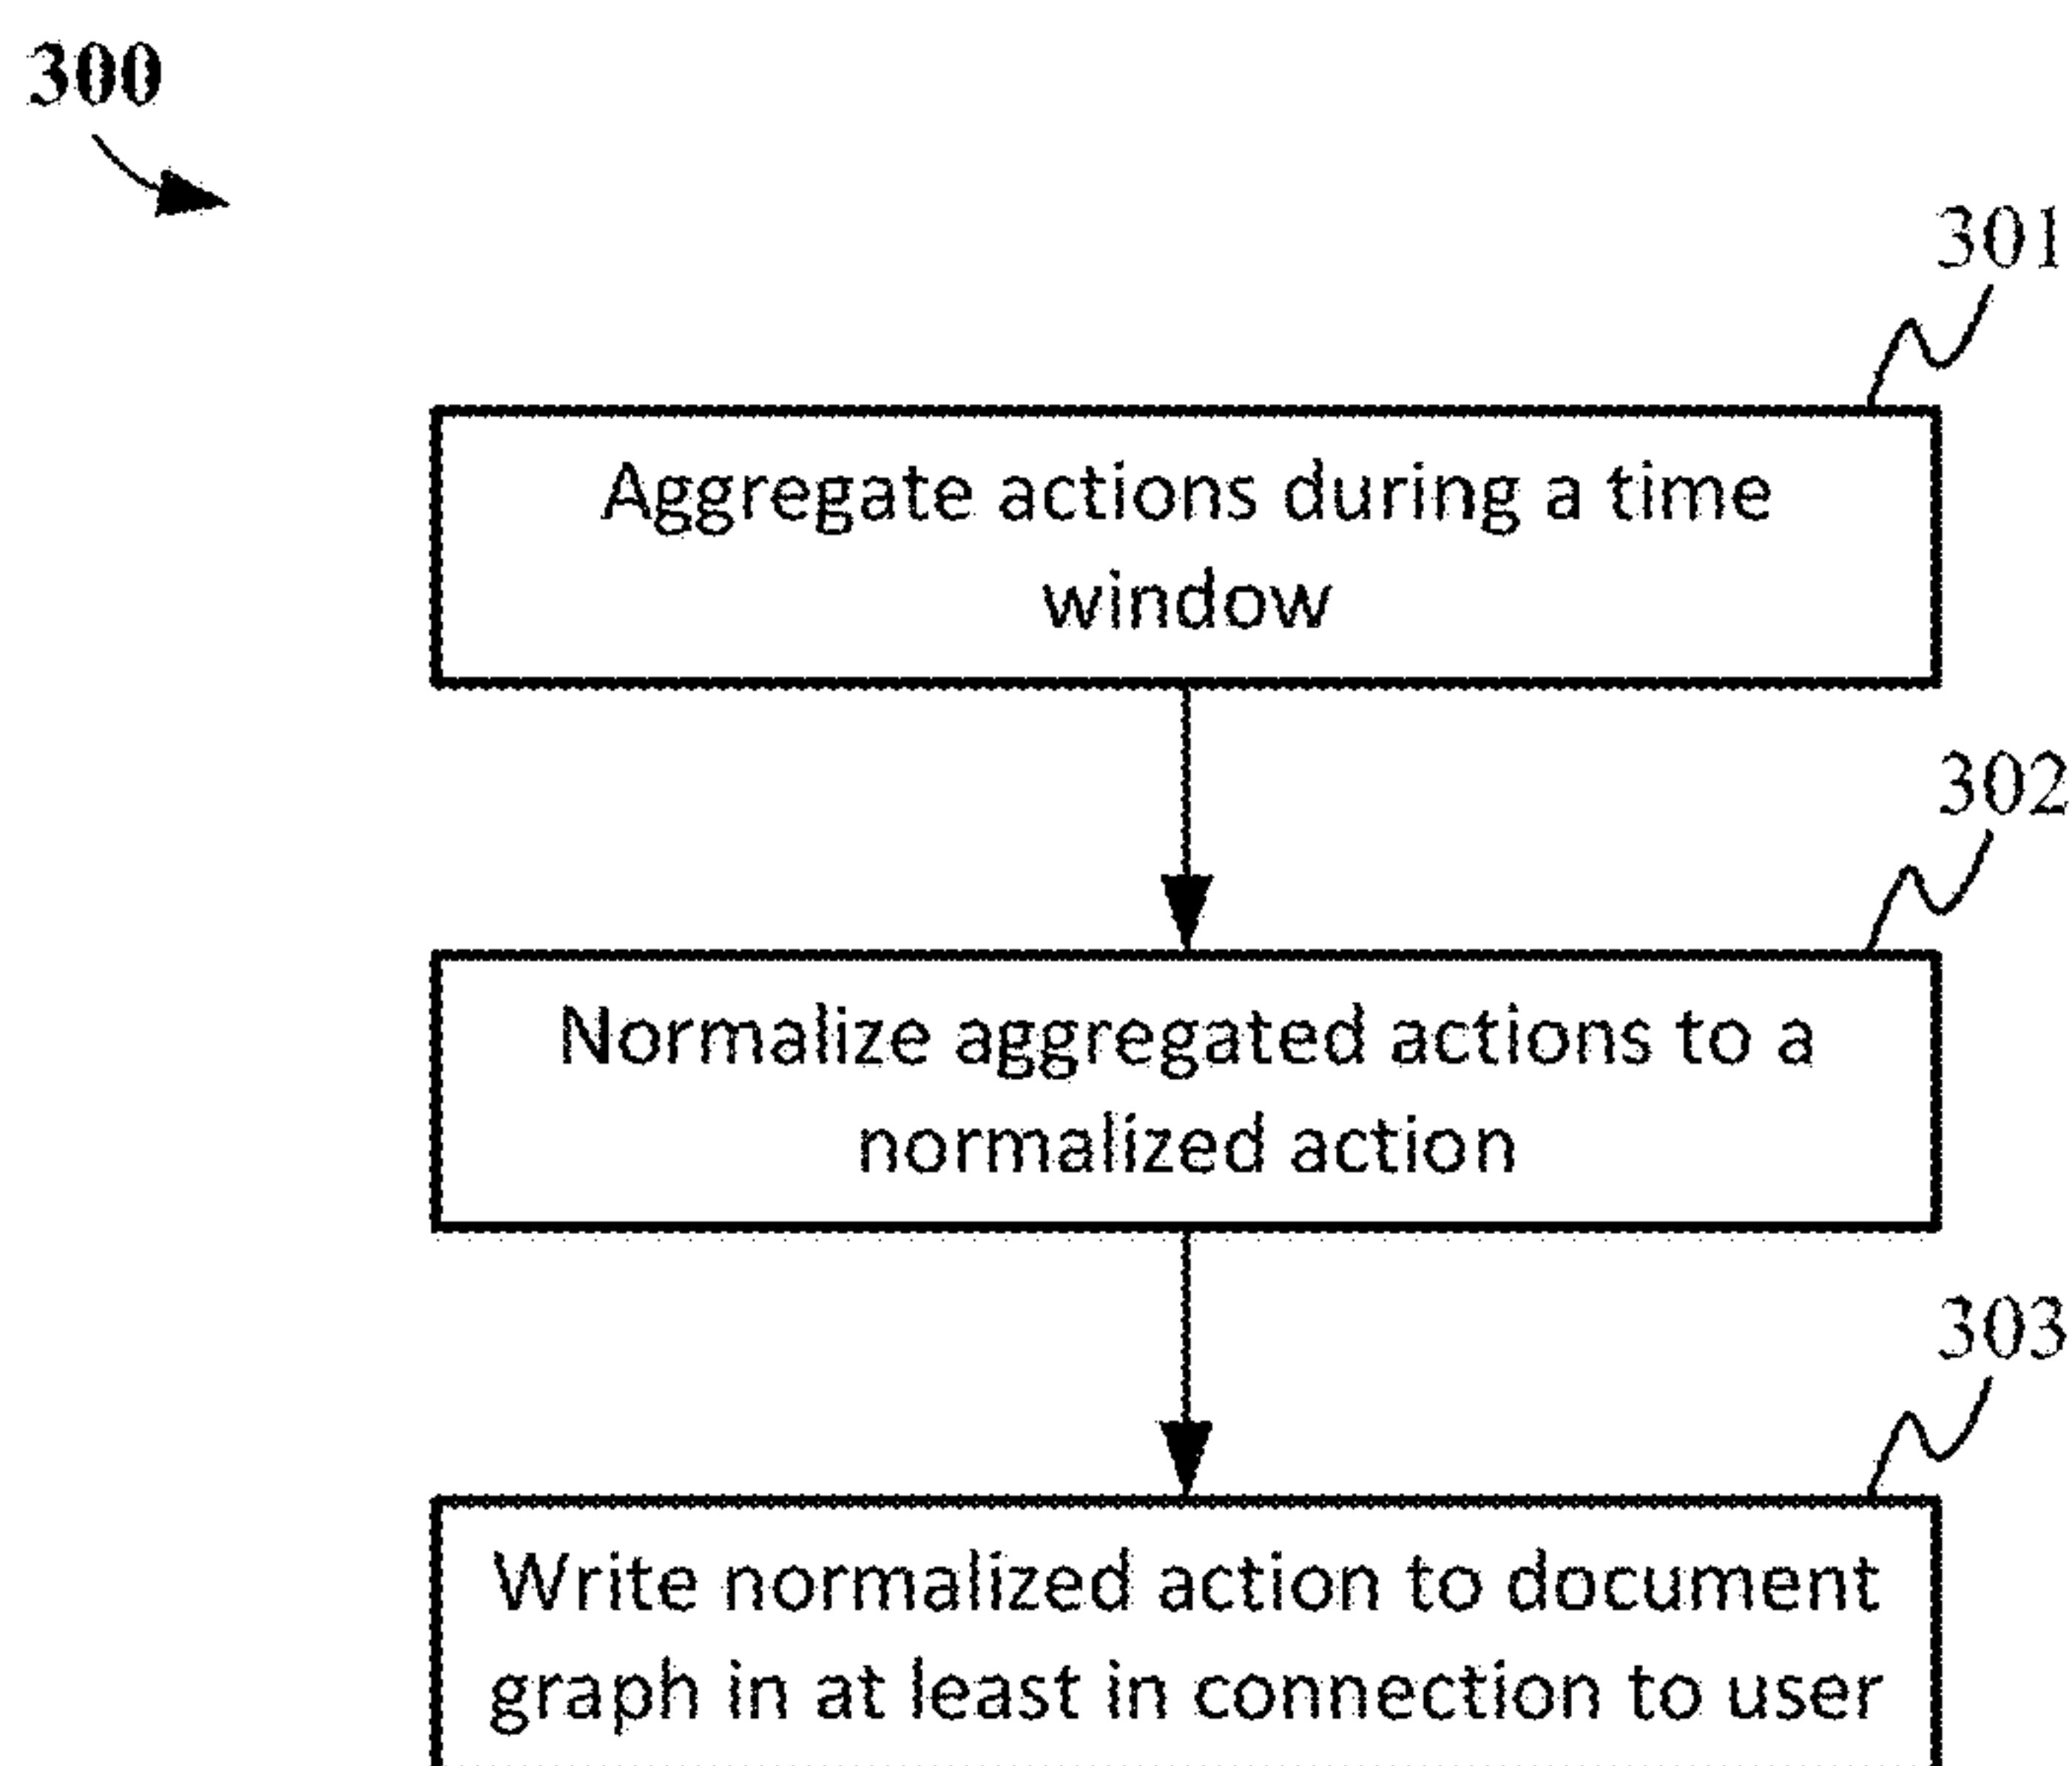 300
301
Aggregate actions during a time
window
302
Normalize aggregated actions to a
normalized action
303
Write normalized action to document
graph in at least in connection to user